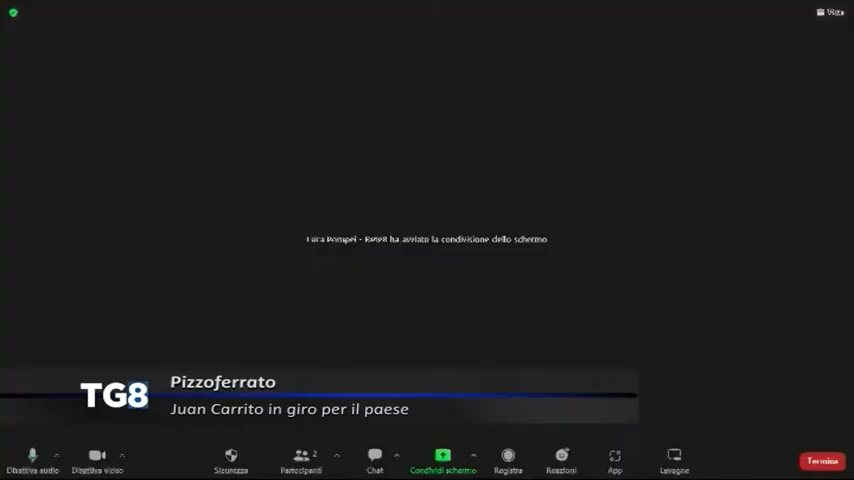 Luca Pompei - Rete8 ha avviato la condivisione dello schermo
TG8
Pizzoferrato
Juan Carrito in giro per il paese
Disattiva audio
Disattiva video
Sicurezza
Partecipanti
2
Chat
Condividi schermo
Registra
Reazioni
App
Lavagne
Termina